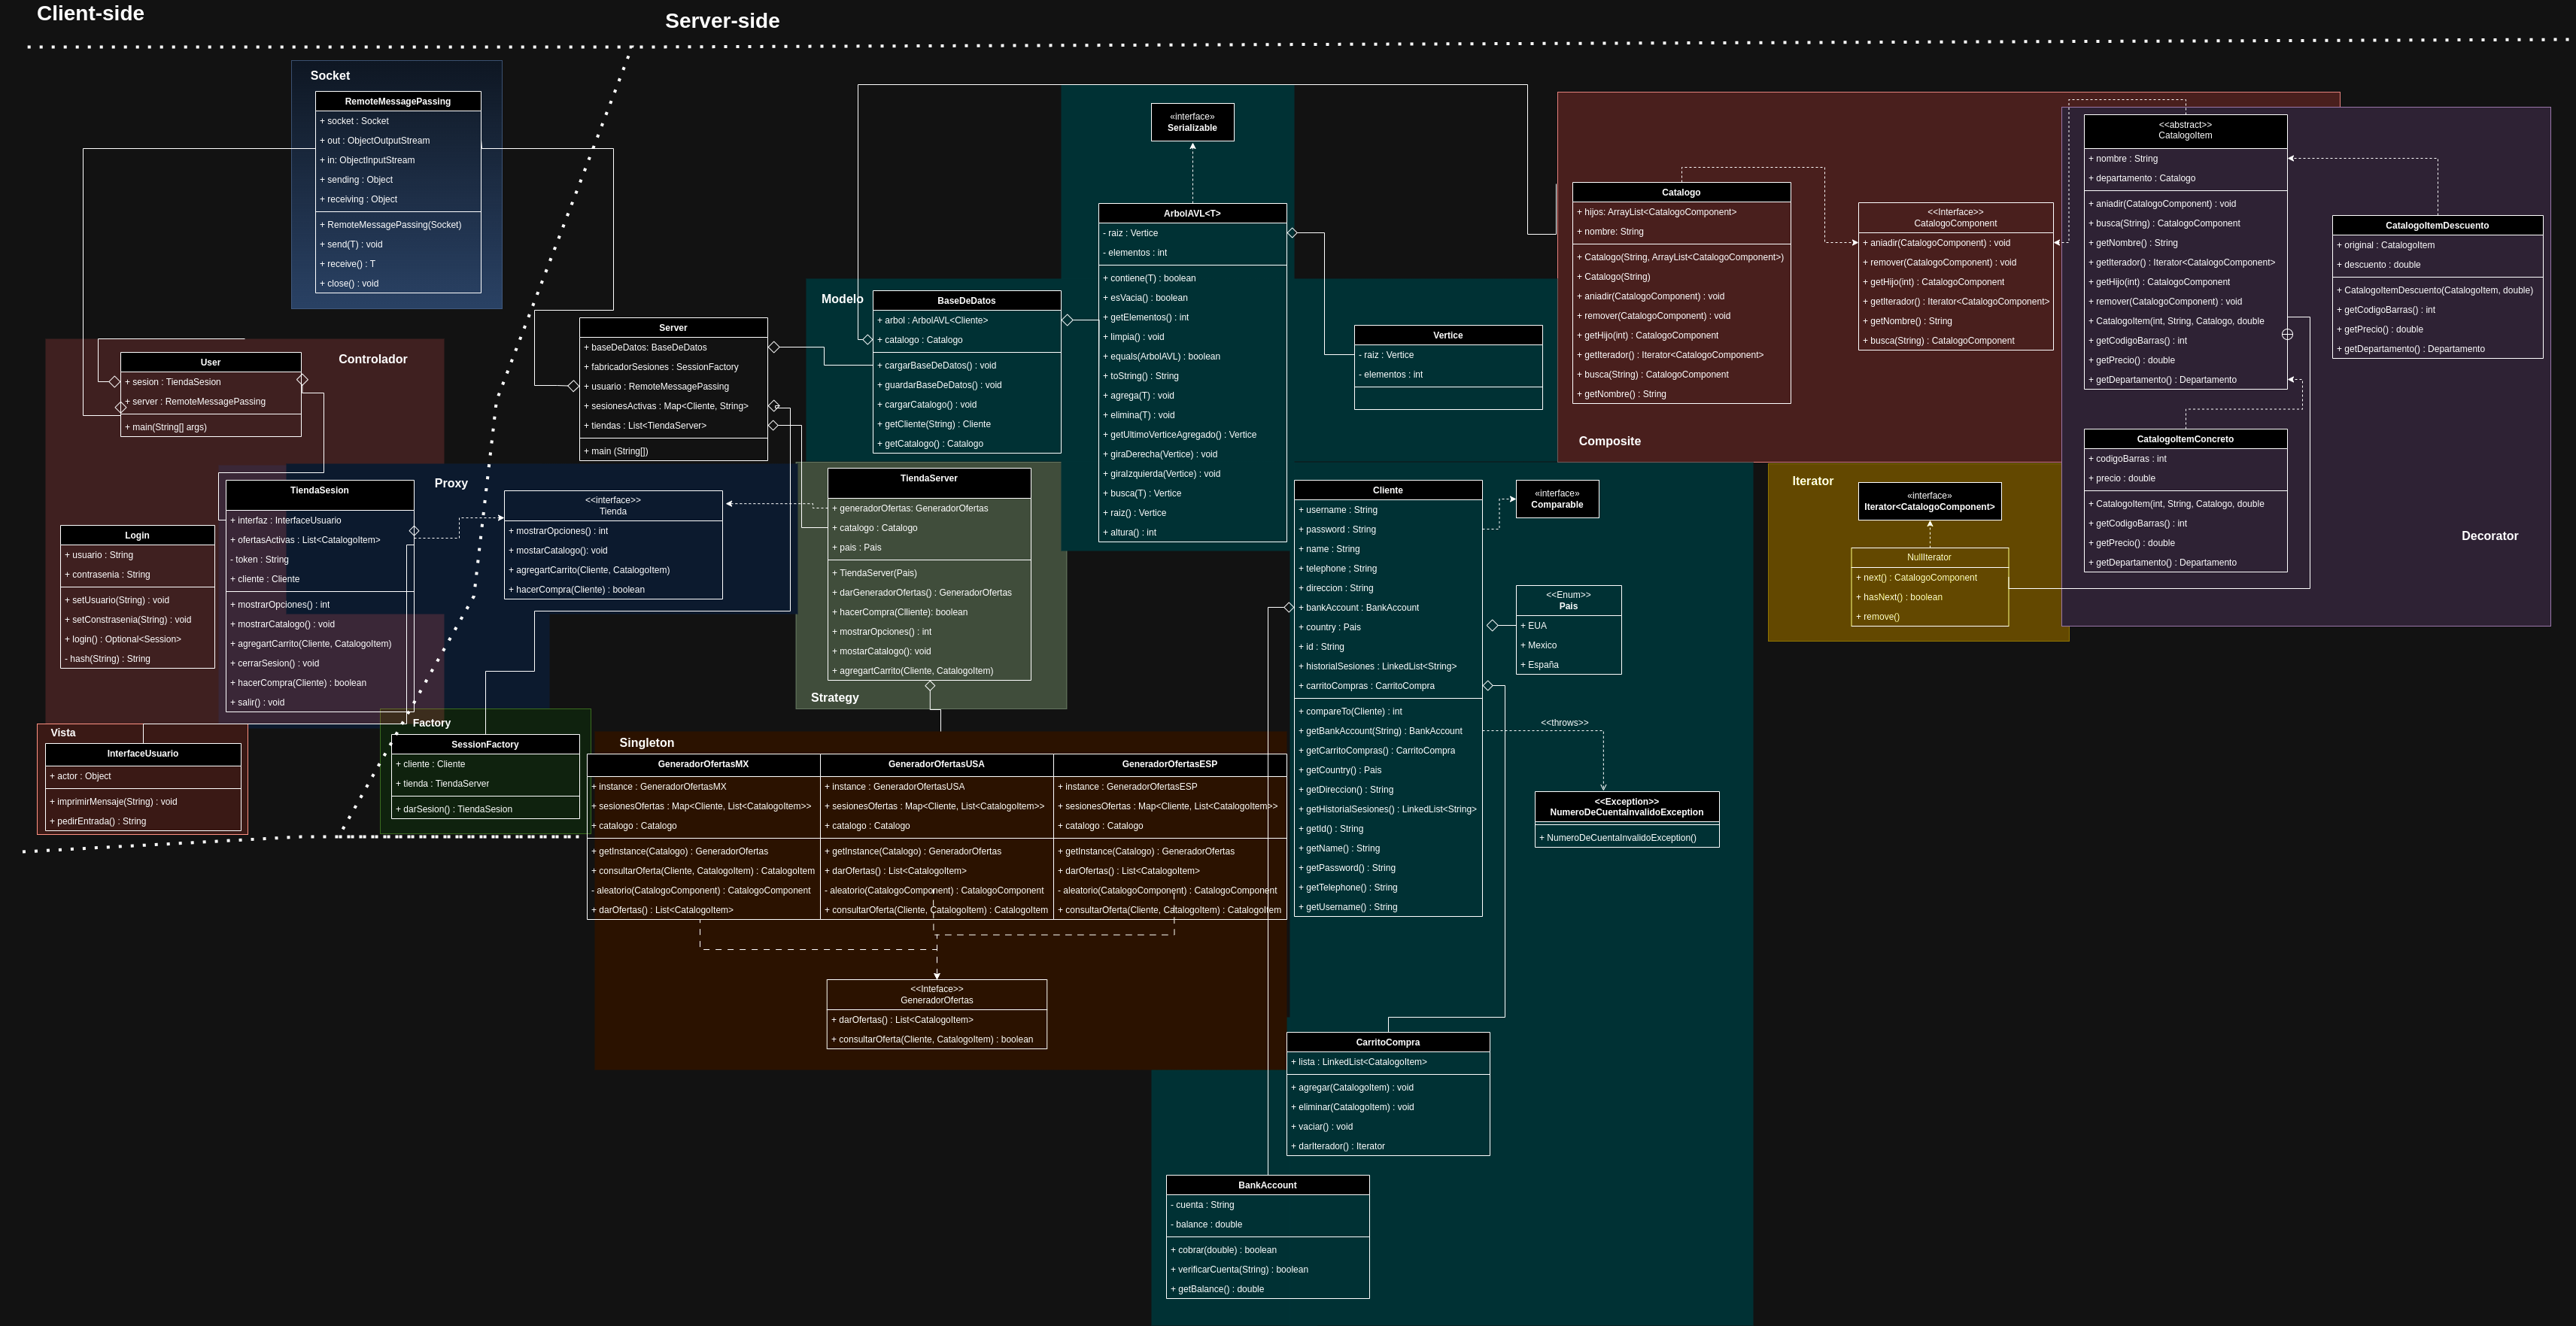 Client-side
Server-side
Socket
RemoteMessagePassing
+ socket : Socket
+ out : ObjectOutputStream
+ in: ObjectInputStream
+ sending : Object
+ receiving : Object
+ RemoteMessagePassing(Socket)
+ send(T) : void
+ receive() : T
+ close() : void
Controlador
User
+ sesion : TiendaSesion
+ server : RemoteMessagePassing
+ main(String[] args)
Login
+ usuario : String
+ contrasenia : String
+ setUsuario(String) : void
+ setConstrasenia(String) : void
+ login() : Optional<Session>
- hash(String) : String
Proxy
TiendaSesion
+ interfaz : InterfaceUsuario
+ ofertasActivas : List<CatalogoItem>
- token : String
+ cliente : Cliente
+ mostrarOpciones() : int
+ mostrarCatalogo() : void
+ agregartCarrito(Cliente, CatalogoItem)
+ cerrarSesion() : void
+ hacerCompra(Cliente) : boolean
+ salir() : void
<<interface>>
Tienda
+ mostrarOpciones() : int
+ mostarCatalogo(): void
+ agregartCarrito(Cliente, CatalogoItem)
+ hacerCompra(Cliente) : boolean
Vista
InterfaceUsuario
+ actor : Object
+ imprimirMensaje(String) : void
+ pedirEntrada() : String
Factory
SessionFactory
+ cliente : Cliente
+ tienda : TiendaServer
+ darSesion() : TiendaSesion
Server
+ baseDeDatos: BaseDeDatos
+ fabricadorSesiones : SessionFactory
+ usuario : RemoteMessagePassing
+ sesionesActivas : Map<Cliente, String>
+ tiendas : List<TiendaServer>
+ main (String[])
Modelo
BaseDeDatos
+ arbol : ArbolAVL<Cliente>
+ catalogo : Catalogo
+ cargarBaseDeDatos() : void
+ guardarBaseDeDatos() : void
+ cargarCatalogo() : void
+ getCliente(String) : Cliente
+ getCatalogo() : Catalogo
«interface»
Serializable
ArbolAVL<T>
- raiz : Vertice
- elementos : int
+ contiene(T) : boolean
+ esVacia() : boolean
+ getElementos() : int
+ limpia() : void
+ equals(ArbolAVL) : boolean
+ toString() : String
+ agrega(T) : void
+ elimina(T) : void
+ getUltimoVerticeAgregado() : Vertice
+ giraDerecha(Vertice) : void
+ giraIzquierda(Vertice) : void
+ busca(T) : Vertice
+ raiz() : Vertice
+ altura() : int
Vertice
- raiz : Vertice
- elementos : int
TiendaServer
+ generadorOfertas: GeneradorOfertas
+ catalogo : Catalogo
+ pais : Pais
+ TiendaServer(Pais)
+ darGeneradorOfertas() : GeneradorOfertas
+ hacerCompra(Clliente): boolean
+ mostrarOpciones() : int
+ mostarCatalogo(): void
+ agregartCarrito(Cliente, CatalogoItem)
Strategy
Singleton
GeneradorOfertasMX
+ instance : GeneradorOfertasMX
+ sesionesOfertas : Map<Cliente, List<CatalogoItem>>
+ catalogo : Catalogo
+ getInstance(Catalogo) : GeneradorOfertas
+ consultarOferta(Cliente, CatalogoItem) : CatalogoItem
- aleatorio(CatalogoComponent) : CatalogoComponent
+ darOfertas() : List<CatalogoItem>
GeneradorOfertasUSA
+ instance : GeneradorOfertasUSA
+ sesionesOfertas : Map<Cliente, List<CatalogoItem>>
+ catalogo : Catalogo
+ getInstance(Catalogo) : GeneradorOfertas
+ darOfertas() : List<CatalogoItem>
- aleatorio(CatalogoComponent) : CatalogoComponent
+ consultarOferta(Cliente, CatalogoItem) : CatalogoItem
GeneradorOfertasESP
+ instance : GeneradorOfertasESP
+ sesionesOfertas : Map<Cliente, List<CatalogoItem>>
+ catalogo : Catalogo
+ getInstance(Catalogo) : GeneradorOfertas
+ darOfertas() : List<CatalogoItem>
- aleatorio(CatalogoComponent) : CatalogoComponent
+ consultarOferta(Cliente, CatalogoItem) : CatalogoItem
<<Inteface>>
GeneradorOfertas
+ darOfertas() : List<CatalogoItem>
+ consultarOferta(Cliente, CatalogoItem) : boolean
Cliente
+ username : String
+ password : String
+ name : String
+ telephone ; String
+ direccion : String
+ bankAccount : BankAccount
+ country : Pais
+ id : String
+ historialSesiones : LinkedList<String>
+ carritoCompras : CarritoCompra
+ compareTo(Cliente) : int
+ getBankAccount(String) : BankAccount
+ getCarritoCompras() : CarritoCompra
+ getCountry() : Pais
+ getDireccion() : String
+ getHistorialSesiones() : LinkedList<String>
+ getId() : String
+ getName() : String
+ getPassword() : String
+ getTelephone() : String
+ getUsername() : String
«interface»
Comparable
<<Enum>>
Pais
+ EUA
+ Mexico
+ España
<<throws>>
<<Exception>>
NumeroDeCuentaInvalidoException
+ NumeroDeCuentaInvalidoException()
CarritoCompra
+ lista : LinkedList<CatalogoItem>
+ agregar(CatalogoItem) : void
+ eliminar(CatalogoItem) : void
+ vaciar() : void
+ darIterador() : Iterator
BankAccount
- cuenta : String
- balance : double
+ cobrar(double) : boolean
+ verificarCuenta(String) : boolean
+ getBalance() : double
Catalogo
+ hijos: ArrayList<CatalogoComponent>
+ nombre: String
+ Catalogo(String, ArrayList<CatalogoComponent>)
+ Catalogo(String)
+ aniadir(CatalogoComponent) : void
+ remover(CatalogoComponent) : void
+ getHijo(int) : CatalogoComponent
+ getIterador() : Iterator<CatalogoComponent>
+ busca(String) : CatalogoComponent
+ getNombre() : String
Composite
<<Interface>>
CatalogoComponent
+ aniadir(CatalogoComponent) : void
+ remover(CatalogoComponent) : void
+ getHijo(int) : CatalogoComponent
+ getIterador() : Iterator<CatalogoComponent>
+ getNombre() : String
+ busca(String) : CatalogoComponent
Iterator
«interface»
Iterator<CatalogoComponent>
NullIterator
+ next() : CatalogoComponent
+ hasNext() : boolean
+ remove()
<<abstract>>
CatalogoItem
+ nombre : String
+ departamento : Catalogo
+ aniadir(CatalogoComponent) : void
+ busca(String) : CatalogoComponent
+ getNombre() : String
+ getIterador() : Iterator<CatalogoComponent>
+ getHijo(int) : CatalogoComponent
+ remover(CatalogoComponent) : void
+ CatalogoItem(int, String, Catalogo, double
+ getCodigoBarras() : int
+ getPrecio() : double
+ getDepartamento() : Departamento
CatalogoItemConcreto
+ codigoBarras : int
+ precio : double
+ CatalogoItem(int, String, Catalogo, double
+ getCodigoBarras() : int
+ getPrecio() : double
+ getDepartamento() : Departamento
CatalogoItemDescuento
+ original : CatalogoItem
+ descuento : double
+ CatalogoItemDescuento(CatalogoItem, double)
+ getCodigoBarras() : int
+ getPrecio() : double
+ getDepartamento() : Departamento
Decorator